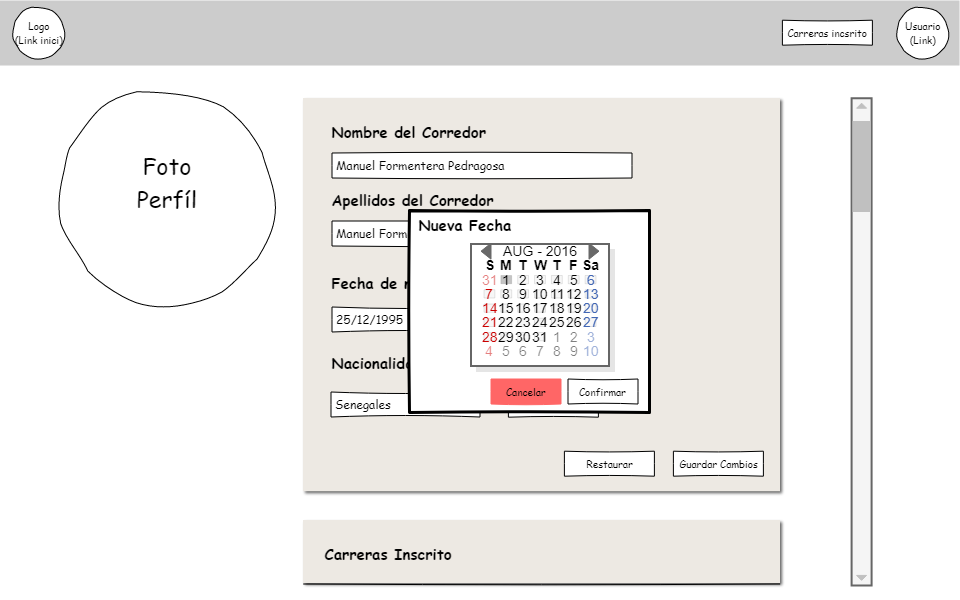 Logo
(Link inici)
Carreras incsrito
Usuario
(Link)
Foto
Perfíl
Nombre del Corredor
Manuel Formentera Pedragosa
Apellidos del Corredor
Manuel Form
Fecha de
25/12/1995
Nacionalid
Senegales
Nueva Fecha
AUG - 2016
S M T W T F Sa
31 1 2 3 4 5 6
7 8 9 10 11 12 13
14 15 16 17 18 19 20
21 22 23 24 25 26 27
28 29 30 31 1 2 3
4 5 6 7 8 9 10
Cancelar
Confirmar
Restaurar
Guardar Cambios
Carreras Inscrito